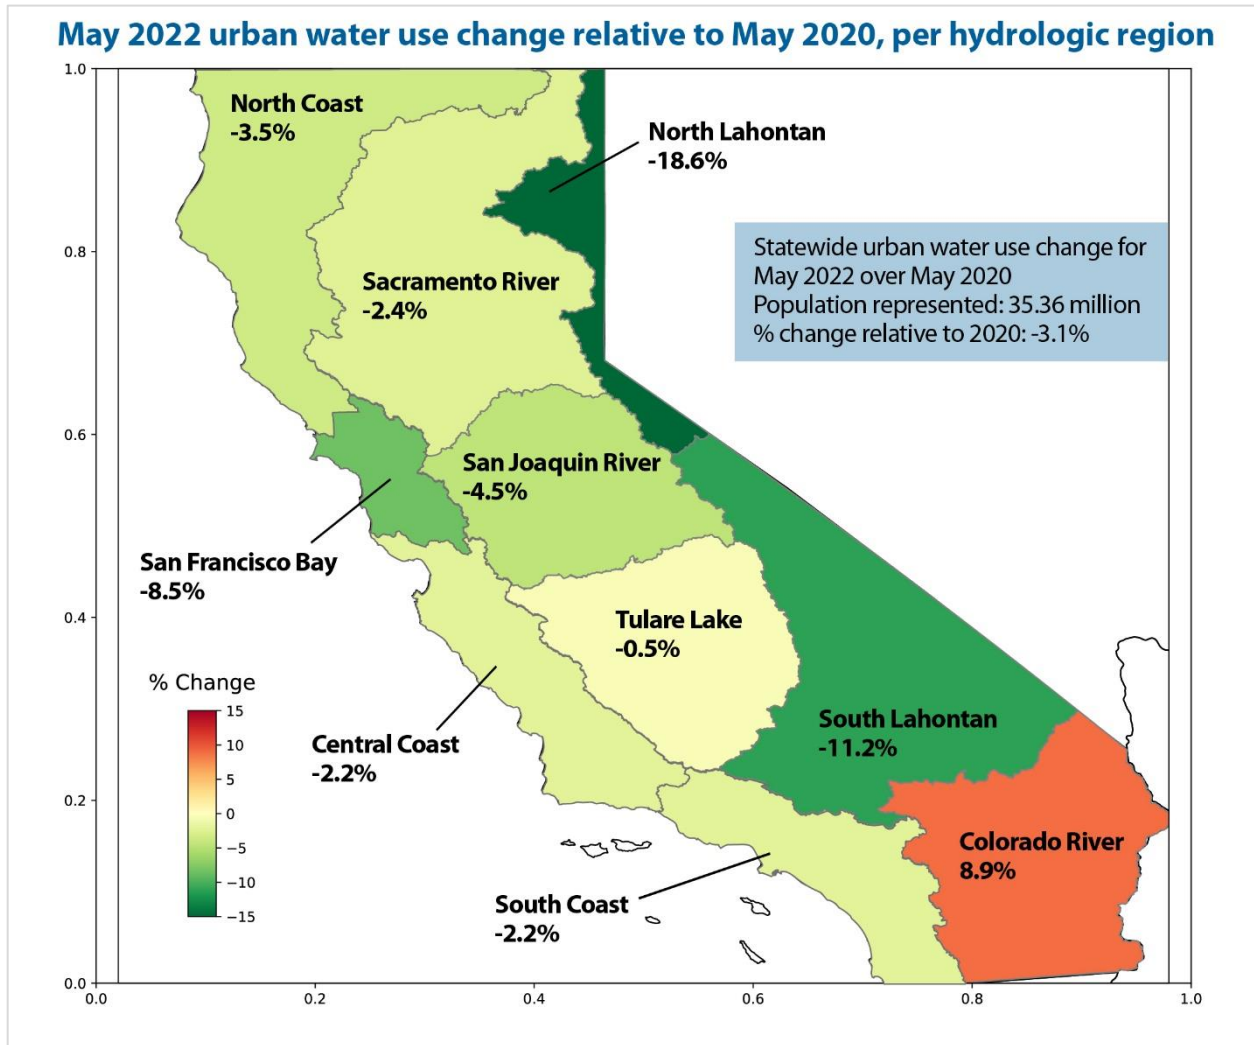 May 2022 urban water use change relative to May 2020, per hydrologic region
1.0
North Coast
-3.5%
North Lahontan
-18.6%
Statewide urban water use change for
May 2022 over May 2020
Population represented: 35.36 million
% change relative to 2020: -3.1%
0.8
Sacramento River
-2.4%
0.6
San Joaquin River
-4.5%
San Francisco Bay
-8.5%
0.4
Tulare Lake
-0.5%
% Change
15
10
5
0
−5
−10
−15
Central Coast
-2.2%
South Lahontan
-11.2%
0.2
Colorado River
8.9%
South Coast
-2.2%
0.0
0.0 0.2 0.4 0.6 0.8 1.0